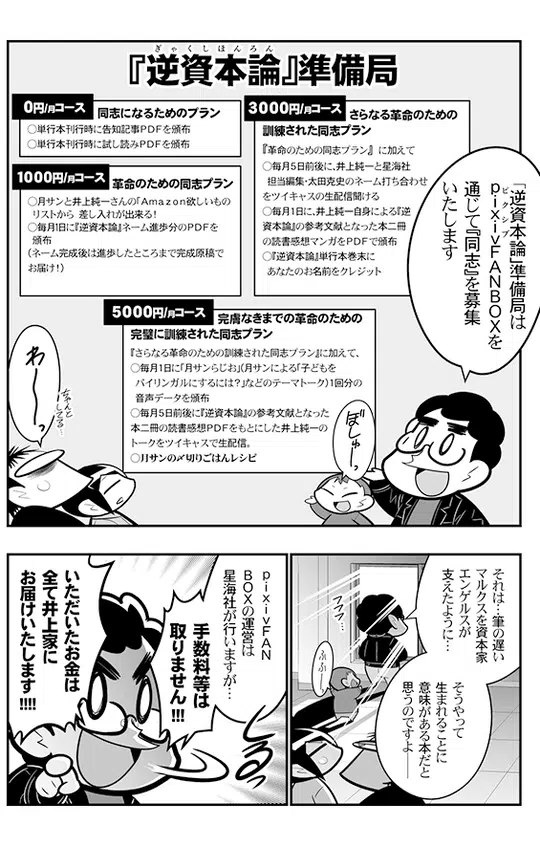 ぎゃくしほんろん
『逆資本論』準備局
0円/月コース
同志になるためのプラン
○単行本刊行時に告知記事PDFを頒布
○単行本刊行時に試し読みPDFを頒布
1000円/月コース
革命のための同志プラン
○月サンと井上純一さんの「Amazon欲しいもの
リストから 差し入れが出来る!
○毎月1日に『逆資本論』ネーム進歩分のPDFを
頒布
(ネーム完成後は進歩したところまで完成原稿で
お届け!)
3000円/月コース
さらなる革命のための
訓練された同志プラン
『革命のための同志プラン』に加えて
○毎月5日前後に、井上純一と星海社
担当編集・太田克史のネーム打ち合わせ
をツイキャスの生配信聞ける
○毎月1日に、井上純一自身による『逆
資本論』の参考文献となった本二冊
の読書感想マンガをPDFで頒布
○『逆資本論』単行本巻末に
あなたのお名前をクレジット
5000円/月コース
完膚なきまでの革命のための
完璧に訓練された同志プラン
『さらなる革命のための訓練された同志プラン』に加えて、
○毎月1日に「月サンらじお」(月サンによる「子どもを
バイリンガルにするには?」などのテーマトーク)1回分の
音声データを頒布
○毎月5日前後に『逆資本論』の参考文献となった
本二冊の読書感想PDFをもとにした井上純一の
トークをツイキャスで生配信。
○月サンの〆切りごはんレシピ
『逆資本論』準備局は
ピクシブ
pixivFANBOXを
通じて『同志』を募集
いたします
ぼしゅーっ
わーーっ
ちゃんと
してる〜
それは…筆の遅い
マルクスを資本家
エンゲルスが
支えたように…
そうやって
生まれることに
意味がある本だと
思うのですよ──
フフフ…
ふふー
pixivFAN
BOXの運営は
星海社が行いますが…
手数料等は
取りません!!!
いただいたお金は
全て井上家に
お届けいたします!!!!